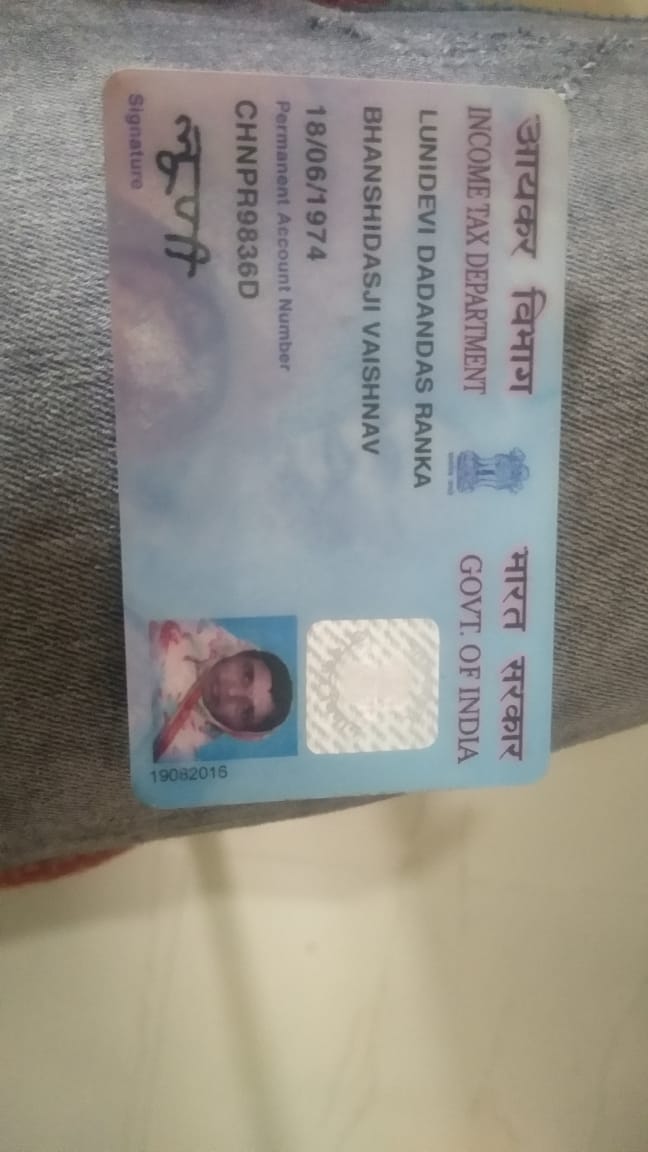 आयकर विभाग
INCOME TAX DEPARTMENT
भारत सरकार
GOVT. OF INDIA
LUNIDEVI DADANDAS RANKA
BHANSHIDASJI VAISHNAV
18/06/1974
Permanent Account Number
CHNPR9836D
Signature
19082016